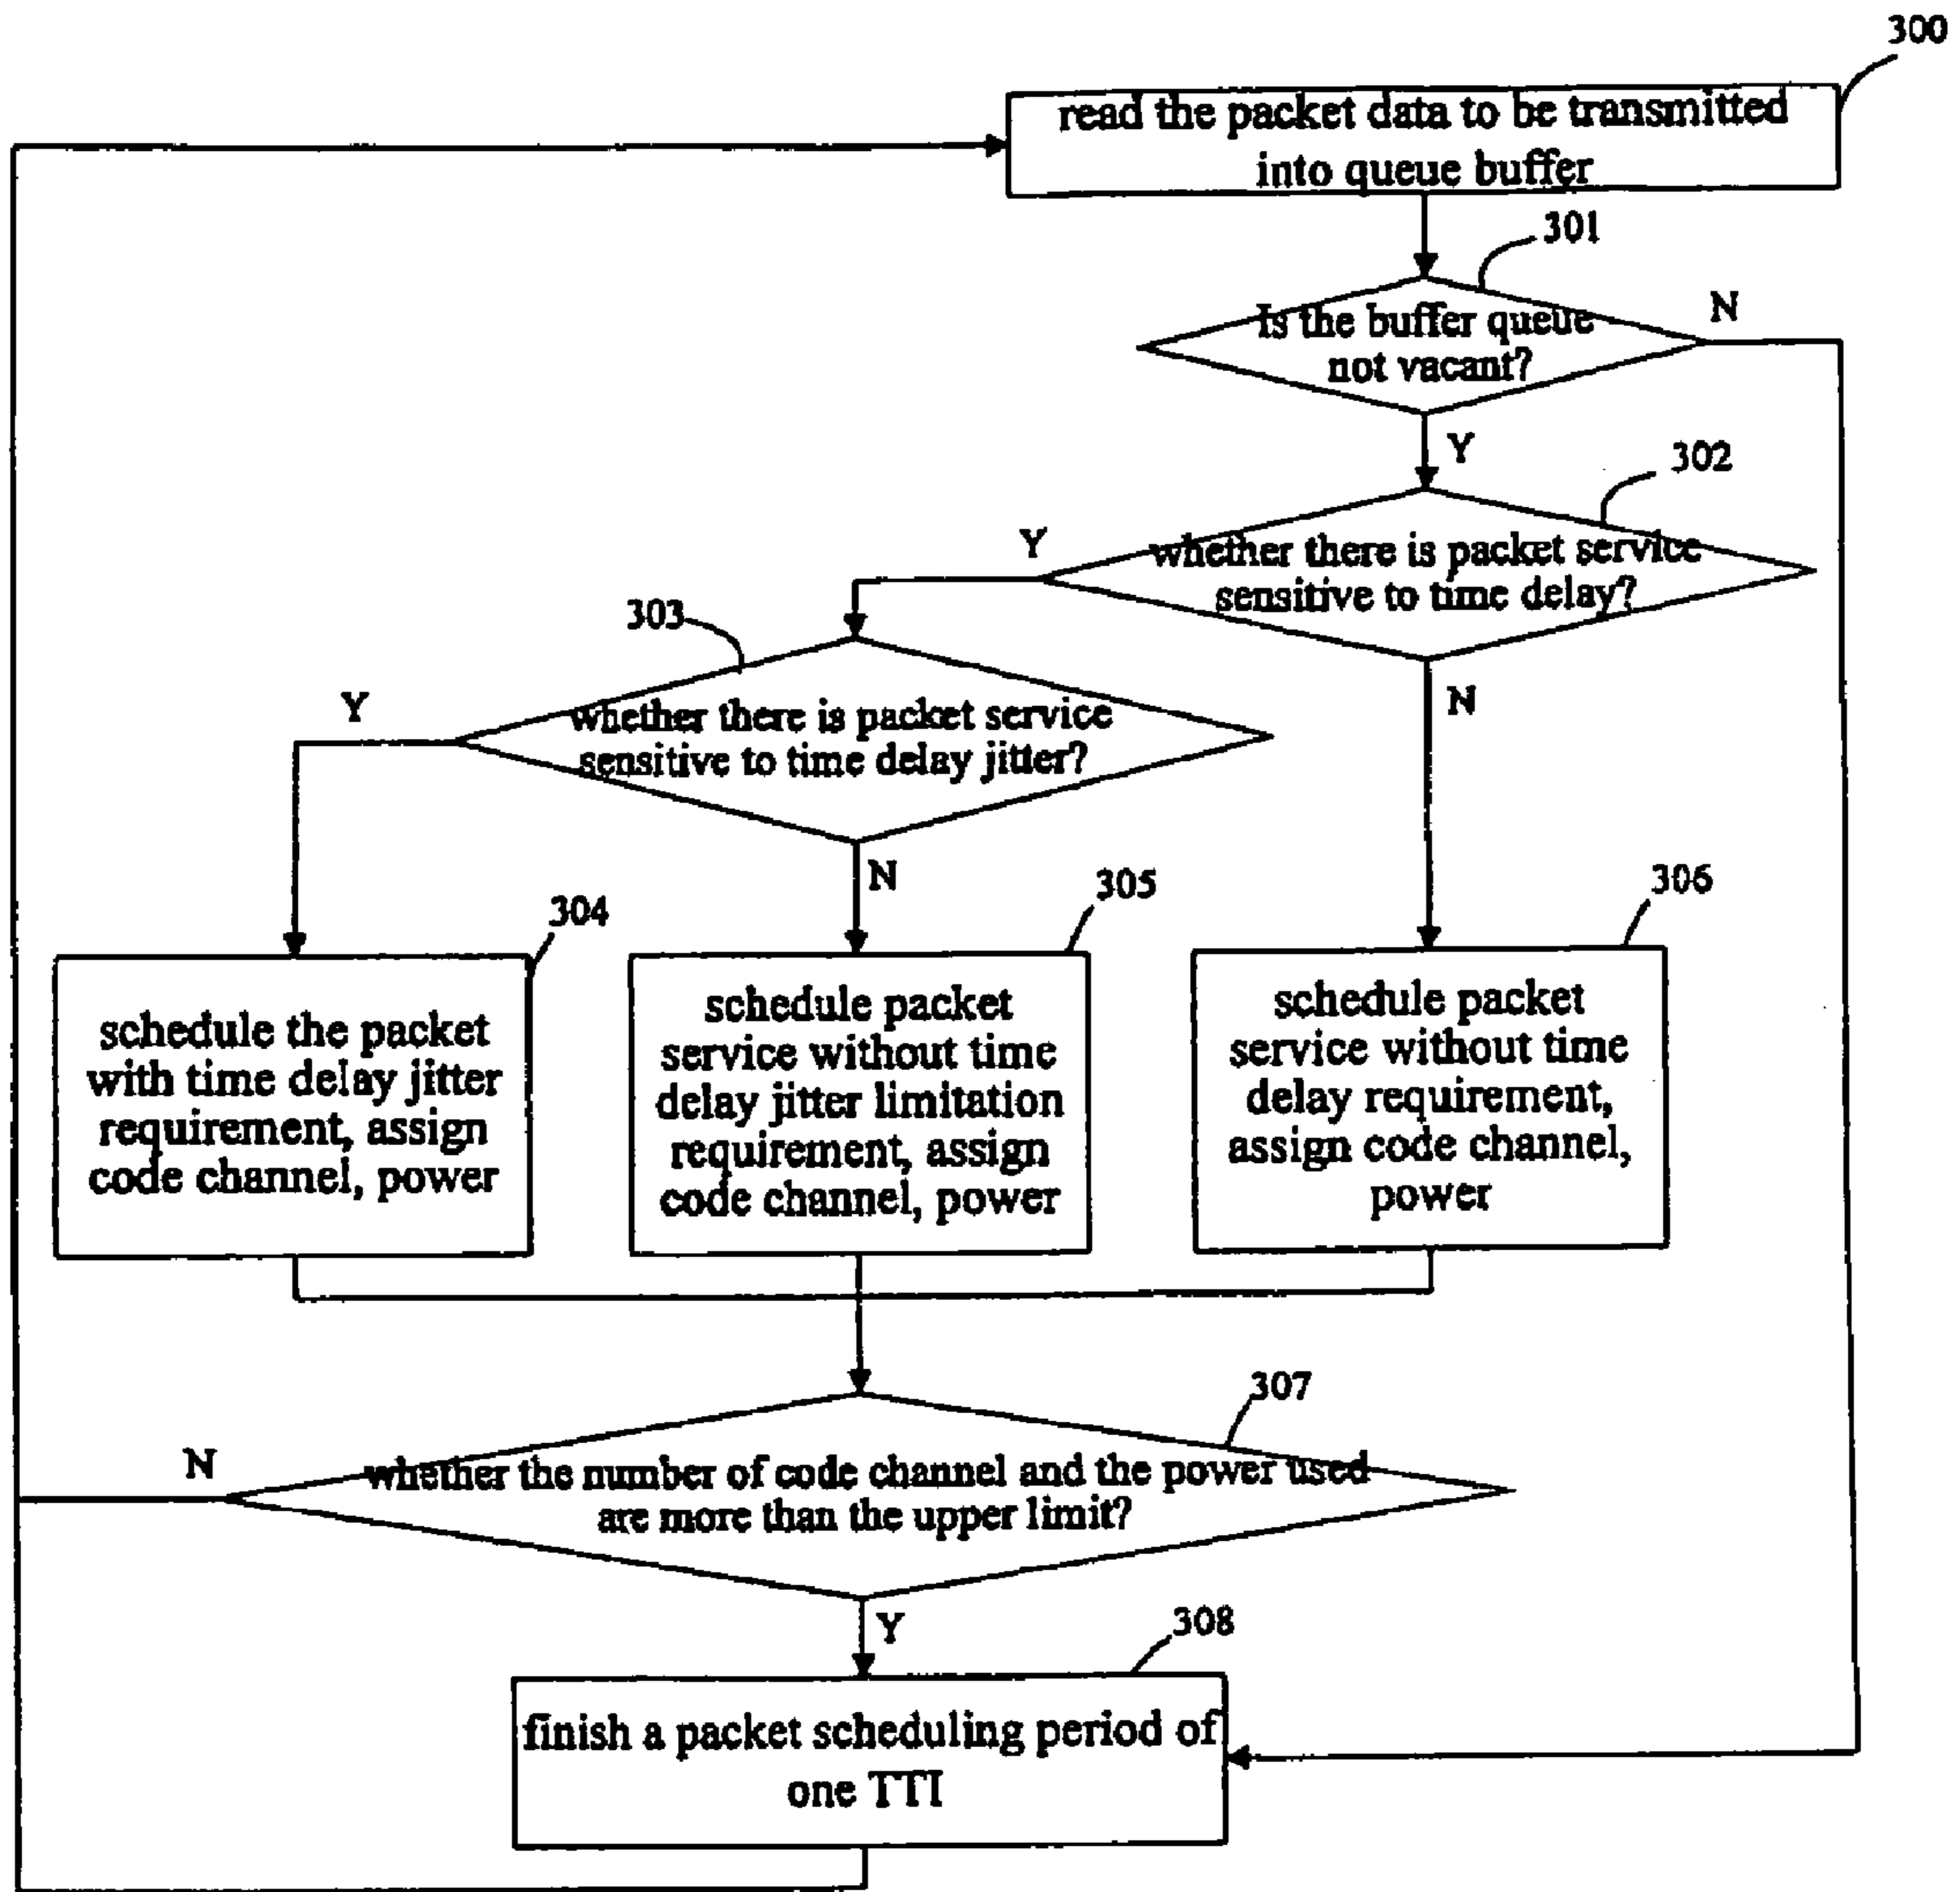 300
read the packet data to be transmitted
into queue buffer
301
Is the buffer queue
not vacant?
N
Y
302
whether there is packet service
sensitive to time delay?
Y
N
303
whether there is packet service
sensitive to time delay jitter?
Y
N
304
schedule the packet
with time delay jitter
requirement, assign
code channel, power
305
schedule packet
service without time
delay jitter limitation
requirement, assign
code channel, power
306
schedule packet
service without time
delay requirement,
assign code channel,
power
307
whether the number of code channel and the power used
are more than the upper limit?
N
Y
308
finish a packet scheduling period of
one TTI